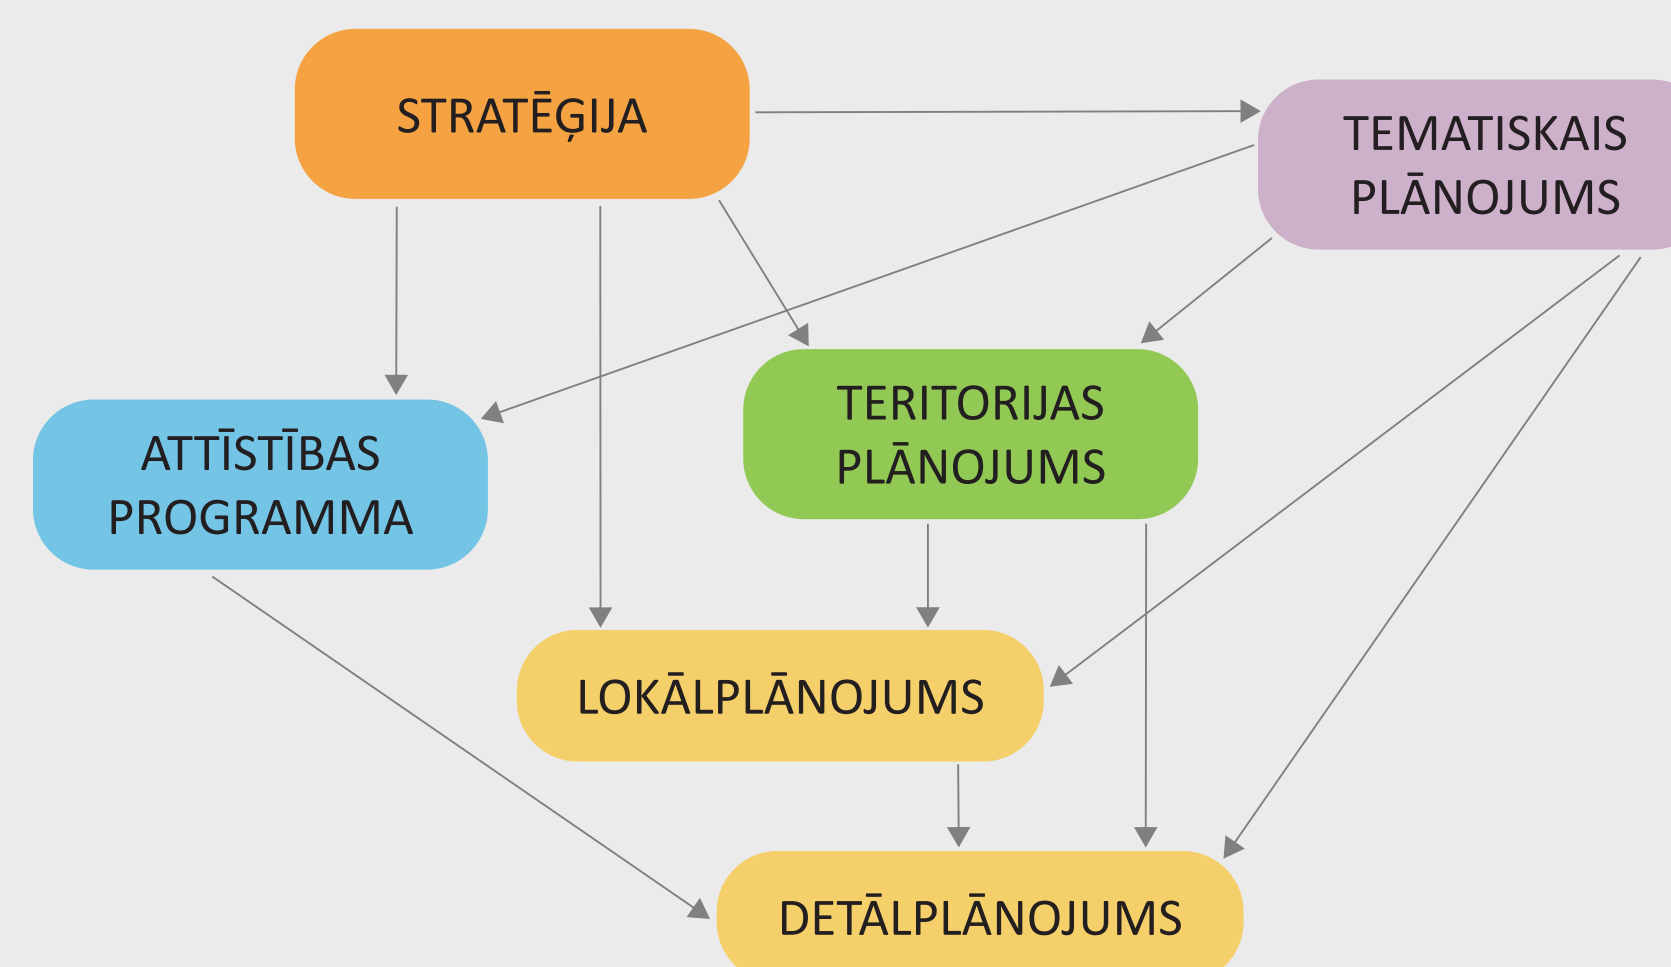 STRATĒĢIJA
TEMATISKAIS
PLĀNOJUMS
TERITORIJAS
PLĀNOJUMS
ATTĪSTĪBAS
PROGRAMMA
LOKĀLPLĀNOJUMS
DETĀLPLĀNOJUMS